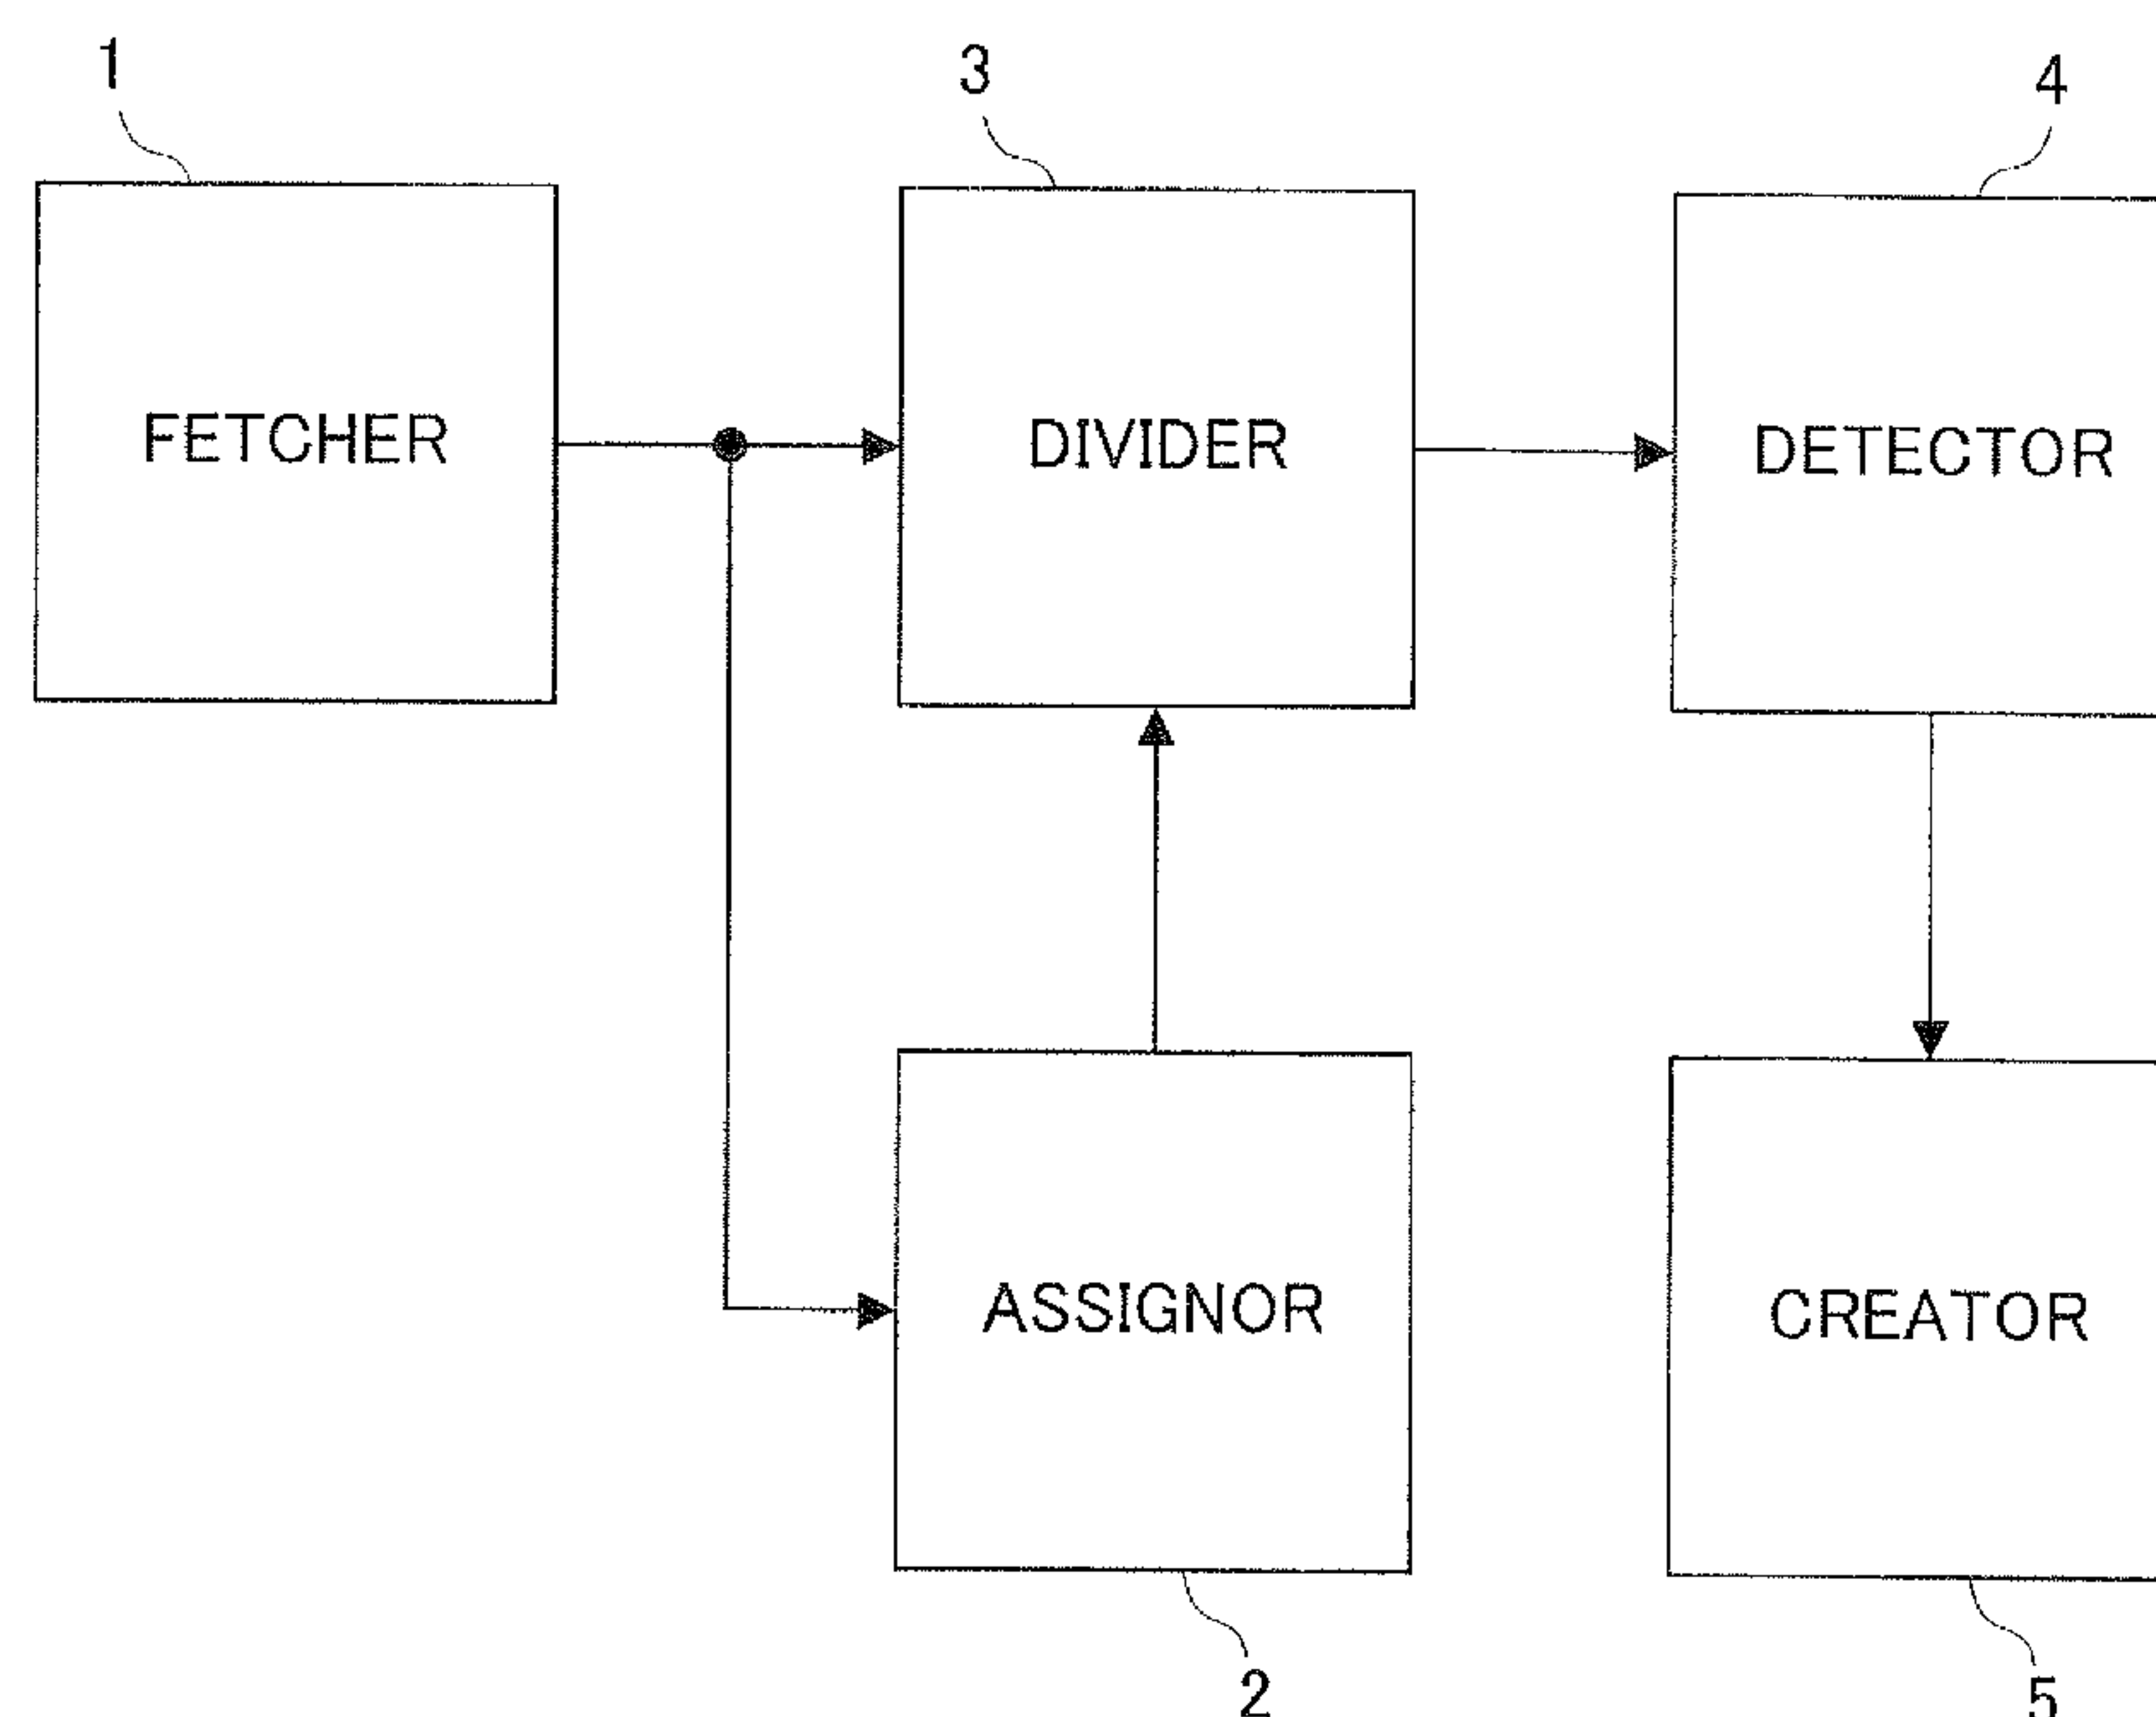 1
3
4
FETCHER
DIVIDER
DETECTOR
ASSIGNOR
CREATOR
2
5